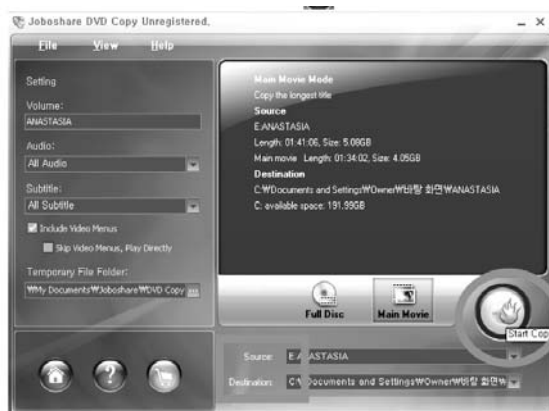 Joboshare DVD Copy Unregistered.
File View Help
Setting
Volume:
ANASTASIA
Audio:
All Audio
Subtitle:
All Subtitle
Include Video Menus
Skip Video Menus, Play Directly
Temporary File Folder:
₩My Documents₩Joboshare₩DVD Copy ...
Main Movie Mode
Copy the longest title
Source
E:ANASTASIA
Length: 01:41:06, Size: 5.08GB
Main movie Length: 01:34:02, Size: 4.05GB
Destination
C:₩Documents and Settings₩Owner₩바탕 화면₩ANASTASIA
C: available space: 191.99GB
Full Disc
Main Movie
Start Cop
Source: E:ANASTASIA
Destination: C:₩Documents and Settings₩Owner₩바탕 화면₩